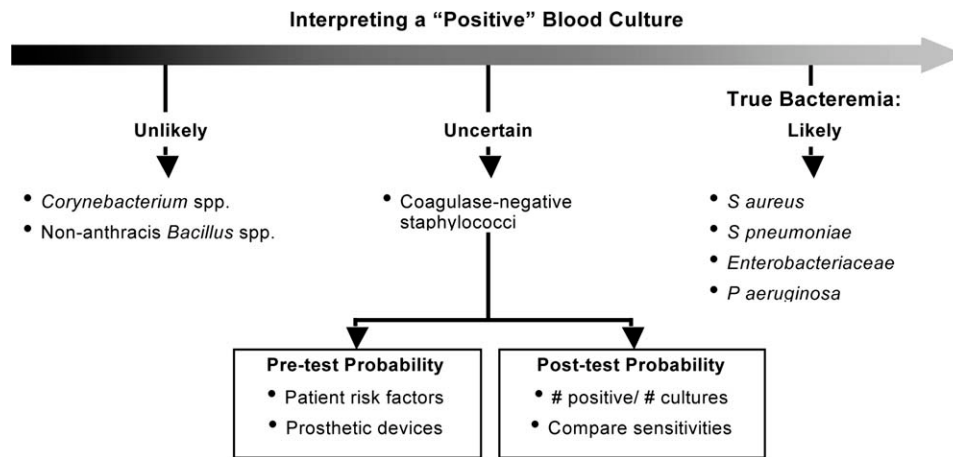 Interpreting a “Positive” Blood Culture
True Bacteremia:
Unlikely
Uncertain
Likely
• Corynebacterium spp.
• Non-anthracis Bacillus spp.
• Coagulase-negative
staphylococci
• S aureus
• S pneumoniae
• Enterobacteriaceae
• P aeruginosa
Pre-test Probability
• Patient risk factors
• Prosthetic devices
Post-test Probability
• # positive/ # cultures
• Compare sensitivities